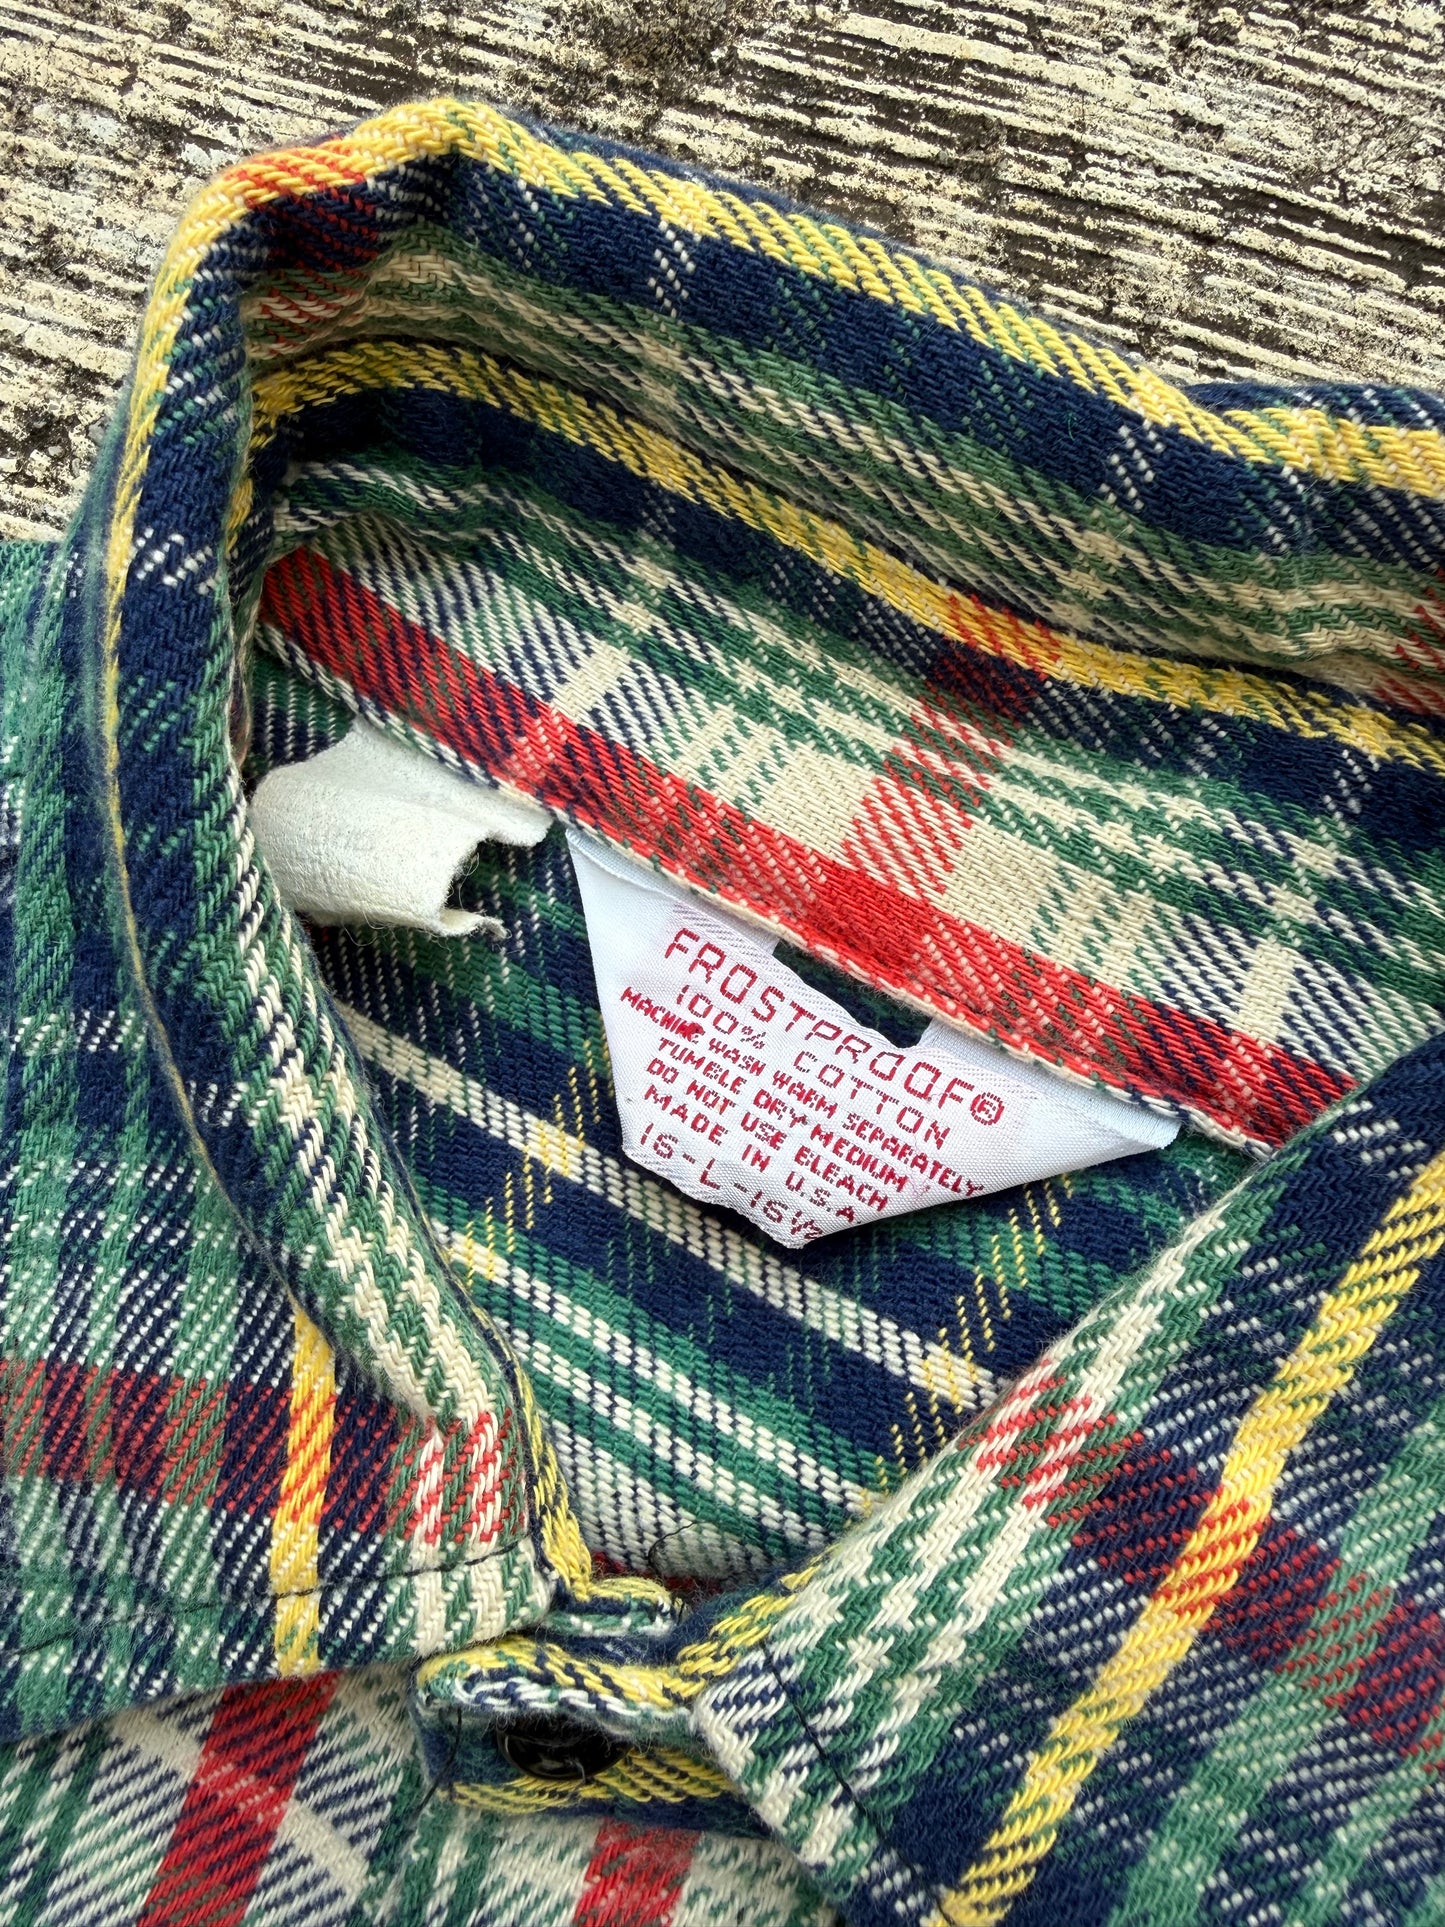 FROSTPROOF®
100% COTTON
MACHINE WASH WARM SEPARATELY
TUMBLE DRY MEDIUM
DO NOT USE BLEACH
MADE IN U.S.A
16-L-16½